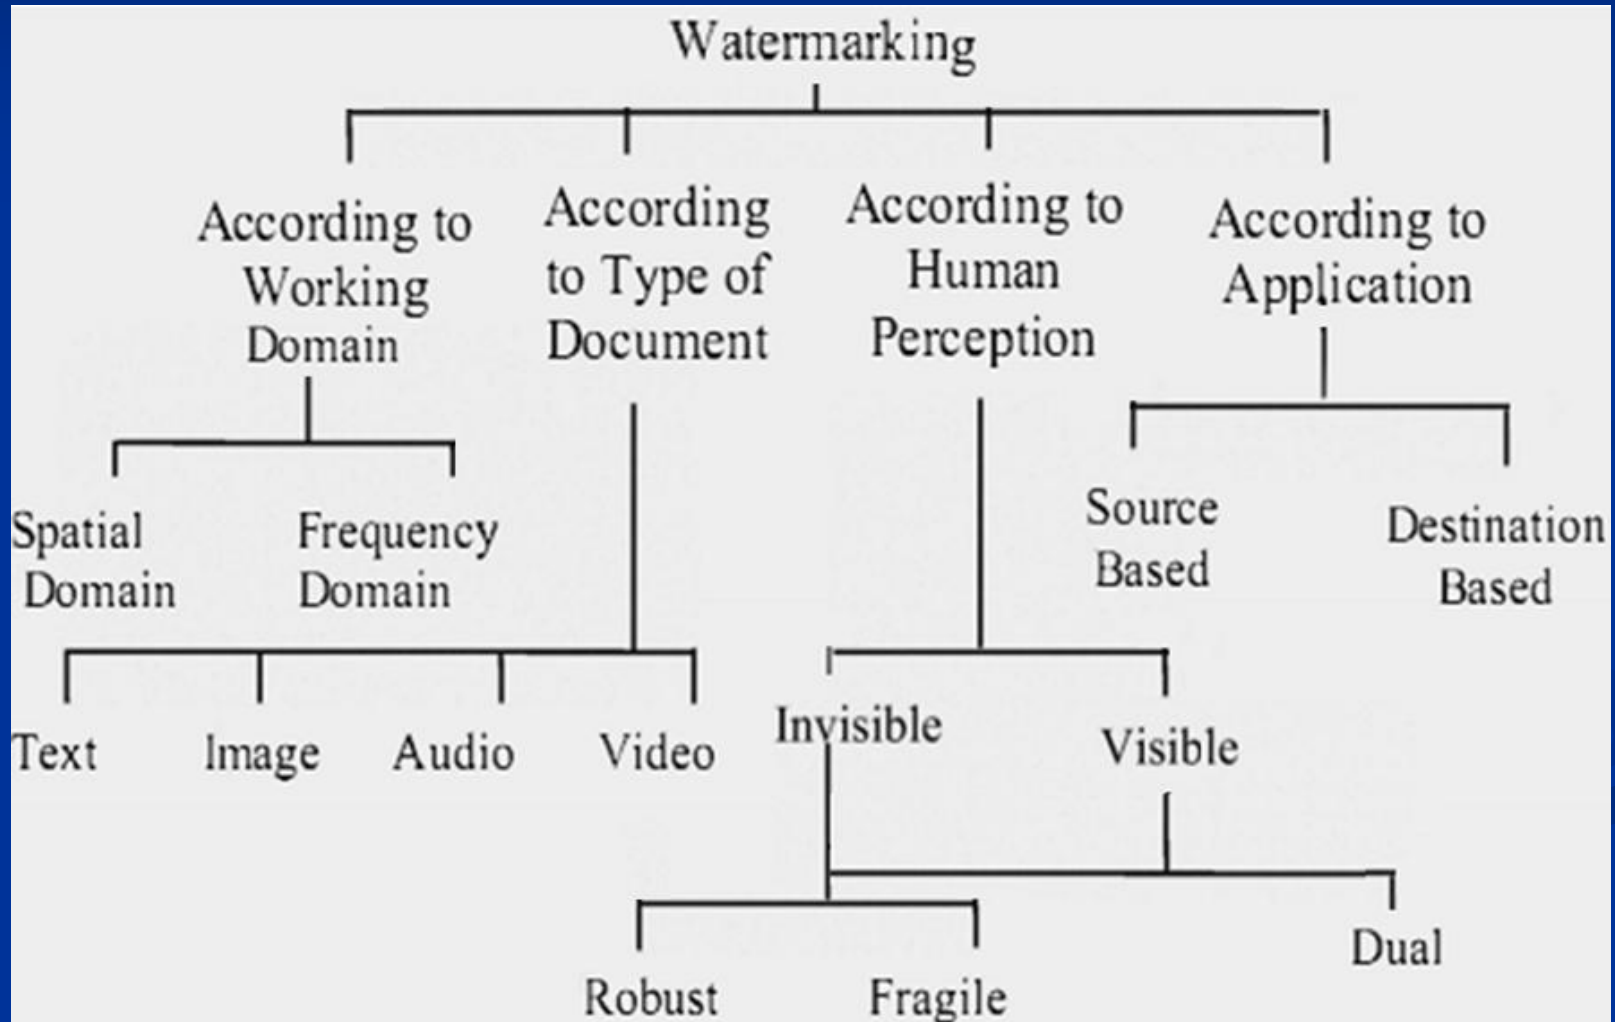 Watermarking
According to
Working
Domain
According
to Type of
Document
According to
Human
Perception
According to
Application
Spatial
Domain
Frequency
Domain
Source
Based
Destination
Based
Text
Image
Audio
Video
Invisible
Visible
Robust
Fragile
Dual